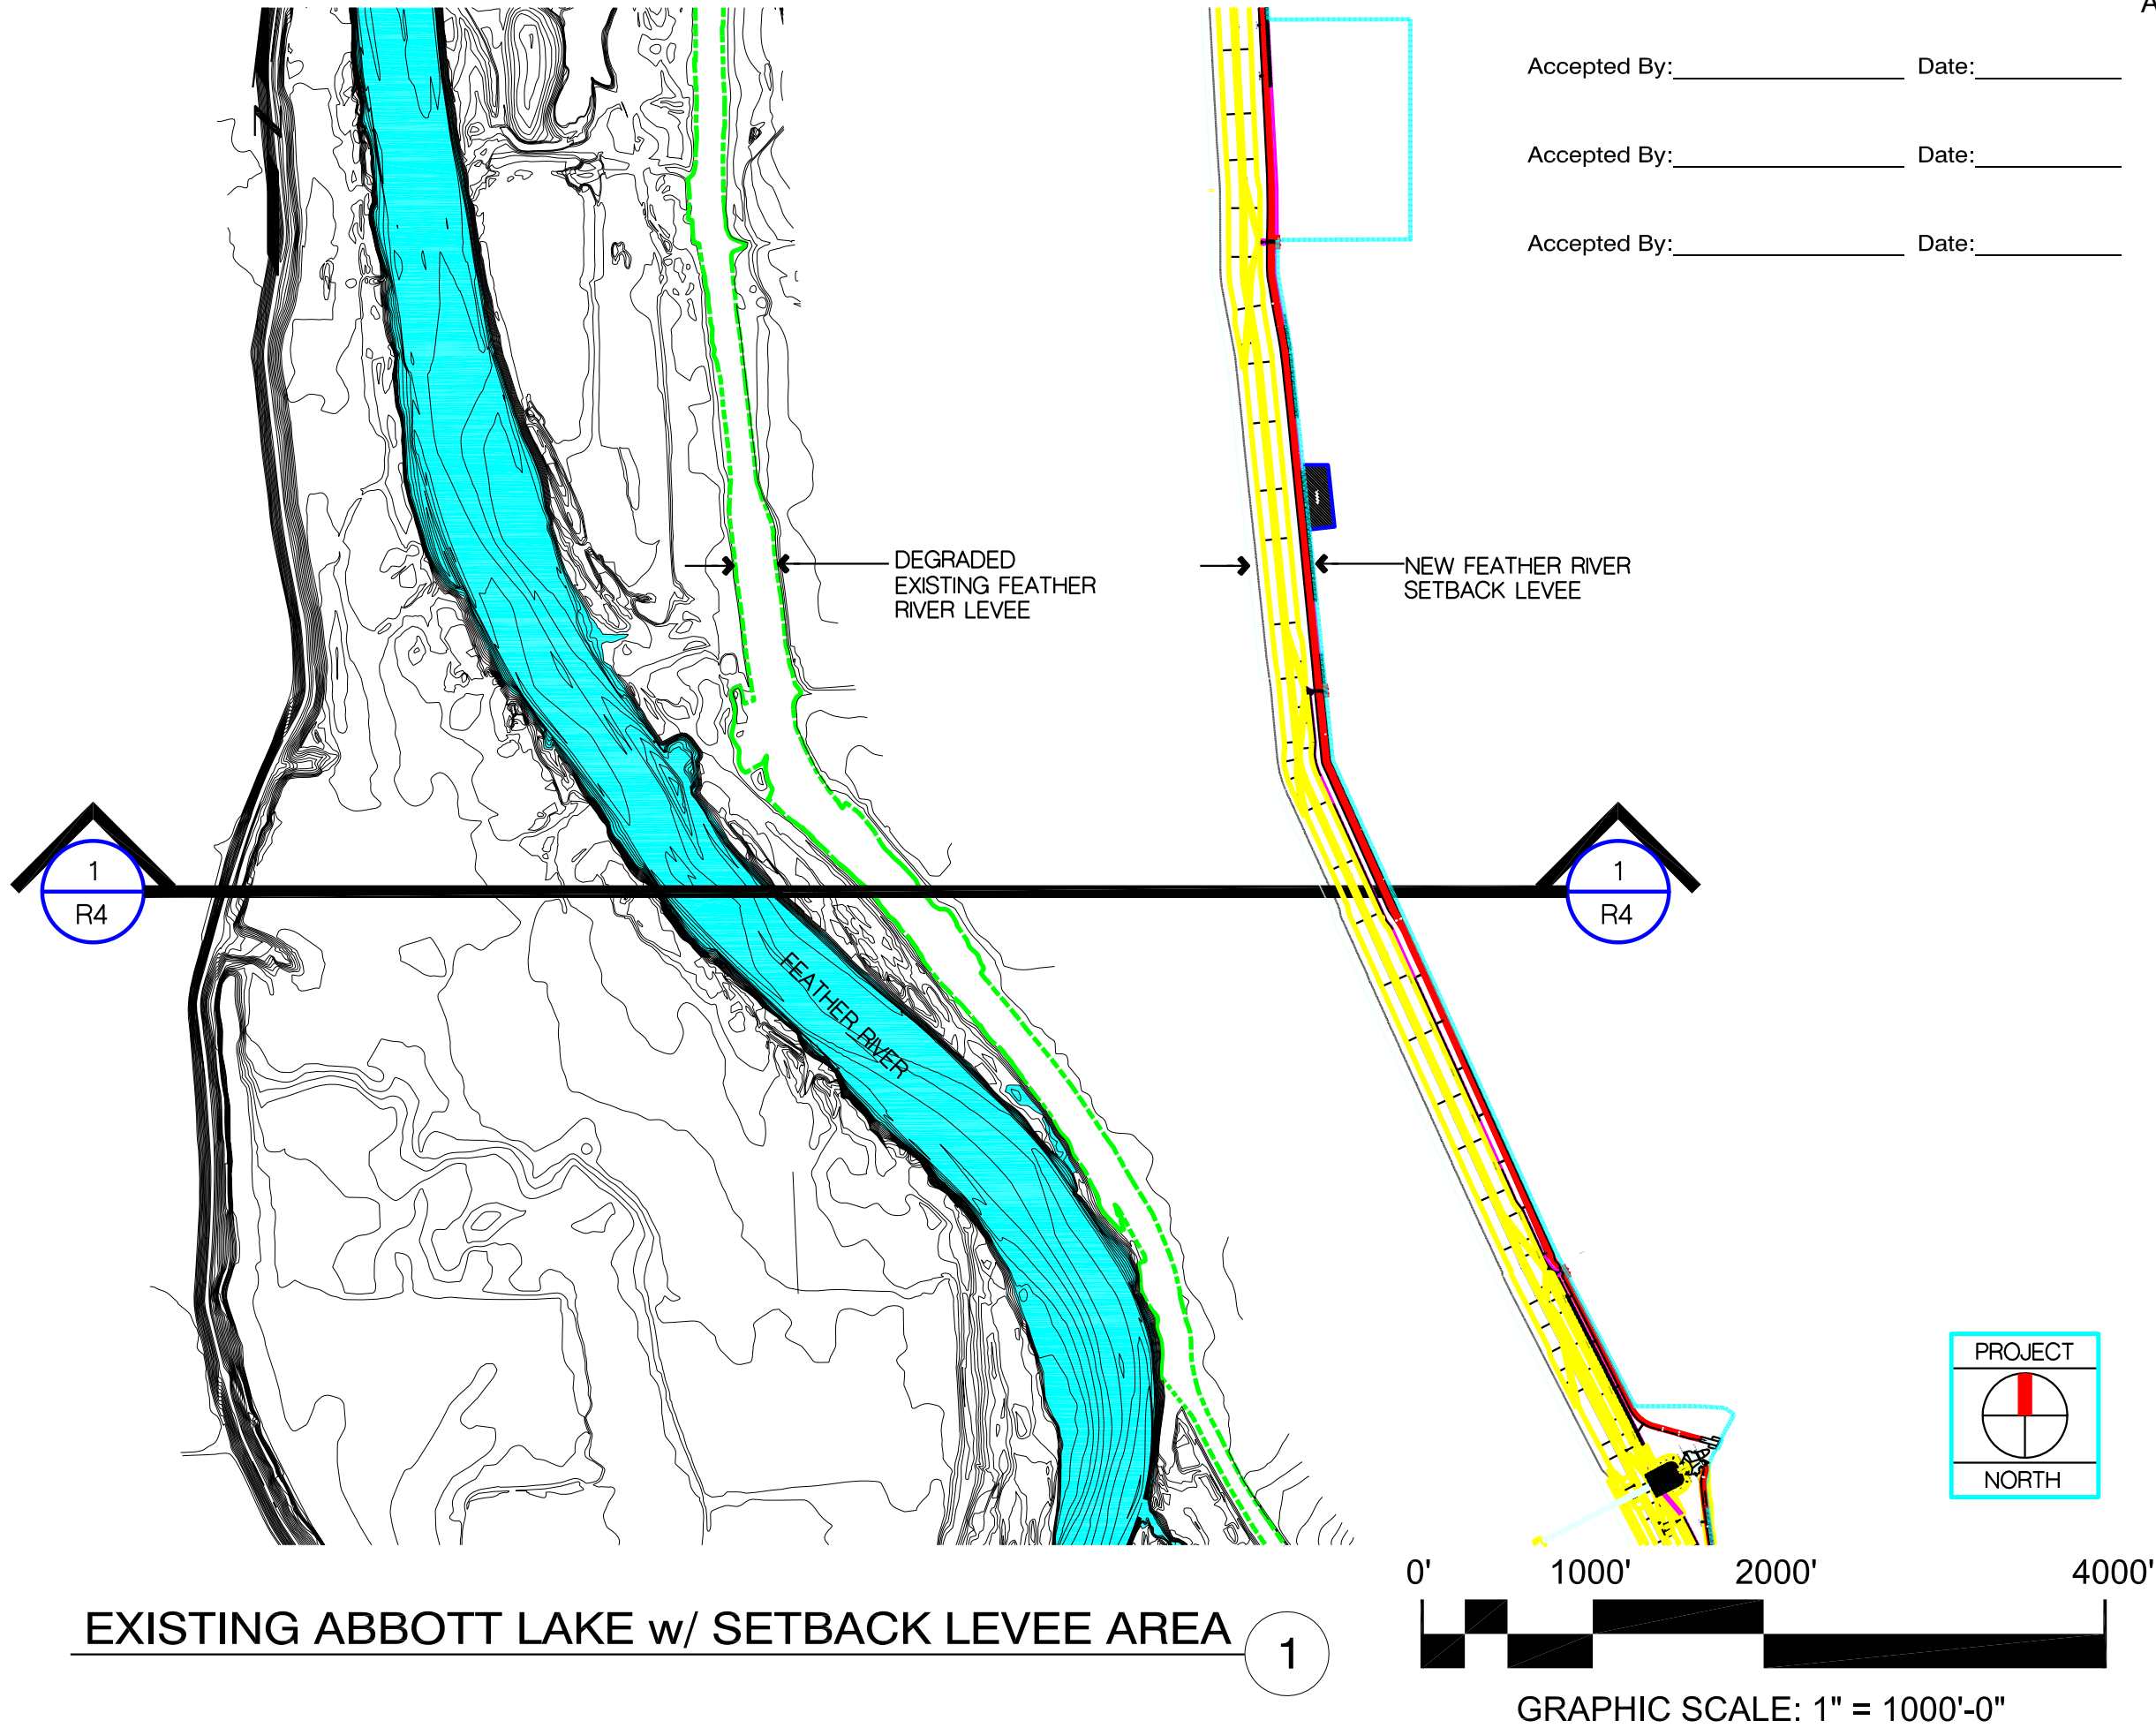 A
Accepted By: Date:
Accepted By: Date:
Accepted By: Date:
DEGRADED
EXISTING FEATHER
RIVER LEVEE
NEW FEATHER RIVER
SETBACK LEVEE
1
R4
1
R4
FEATHER RIVER
PROJECT
NORTH
0' 1000' 2000' 4000'
EXISTING ABBOTT LAKE w/ SETBACK LEVEE AREA 1
GRAPHIC SCALE: 1" = 1000'-0"